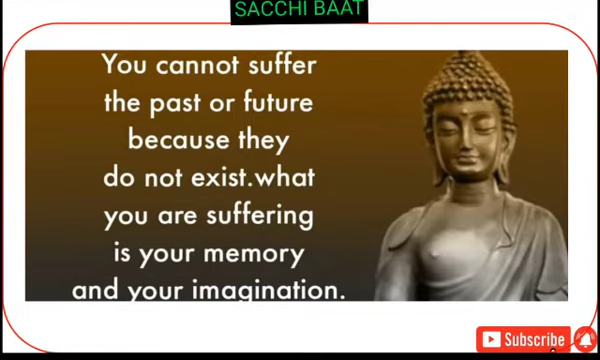 SACCHI BAAT
You cannot suffer
the past or future
because they
do not exist.what
you are suffering
is your memory
and your imagination.
Subscribe